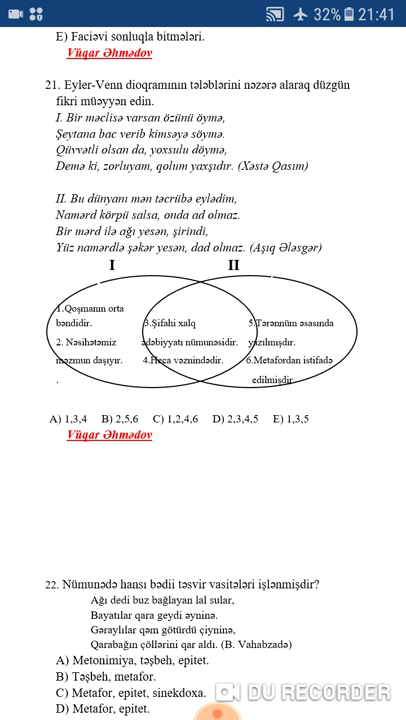 32% 21:41
E) Faciəvi sonluqla bitmələri.
Vüqar Əhmədov
21. Eyler-Venn dioqramının tələblərini nəzərə alaraq düzgün
fikri müəyyən edin.
I. Bir məclisə varsan özünü öymə,
Şeytana bac verib kimsəyə söymə.
Qüvvətli olsan da, yoxsulu döymə,
Demə ki, zorluyam, qolum yaxşıdır. (Xəstə Qasım)
II. Bu dünyanı mən təcrübə eylədim,
Namərd körpü salsa, onda ad olmaz.
Bir mərd ilə ağı yesən, şirindi,
Yüz namərdlə şəkər yesən, dad olmaz. (Aşıq Ələsgər)
I II
1.Qoşmanın orta
bəndidir. 3.Şifahi xalq 5.Tərənnüm əsasında
2. Nəsihətamiz ədəbiyyatı nümunəsidir. yazılmışdır.
məzmun daşıyır. 4.Heca vəznindədir. 6.Metafordan istifadə
. edilmişdir
A) 1,3,4 B) 2,5,6 C) 1,2,4,6 D) 2,3,4,5 E) 1,3,5
Vüqar Əhmədov
22. Nümunədə hansı bədii təsvir vasitələri işlənmişdir?
Ağı dedi buz bağlayan lal sular,
Bayatılar qara geydi əyninə.
Gəraylılar qəm götürdü çiyninə,
Qarabağın çöllərini qar aldı. (B. Vahabzadə)
A) Metonimiya, təşbeh, epitet.
B) Təşbeh, metafor.
C) Metafor, epitet, sinekdoxa.
D) Metafor, epitet.
DU RECORDER